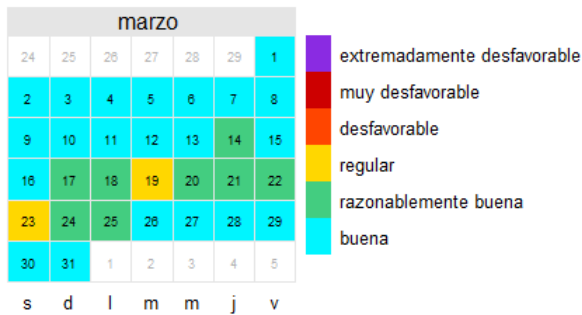 marzo
24 25 26 27 28 29 1
2 3 4 5 6 7 8
9 10 11 12 13 14 15
16 17 18 19 20 21 22
23 24 25 26 27 28 29
30 31 1 2 3 4 5
s d l m m j v
extremadamente desfavorable
muy desfavorable
desfavorable
regular
razonablemente buena
buena